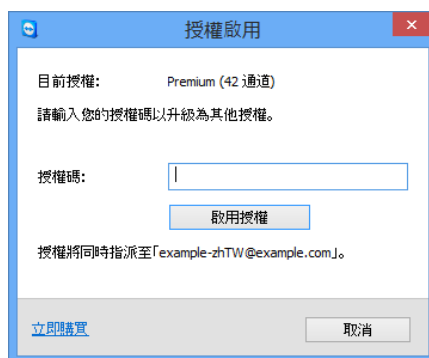 授權啟用
目前授權: Premium (42 通道)
請輸入您的授權碼以升級為其他授權。
授權碼:
啟用授權
授權將同時指派至「example-zhTW@example.com」。
立即購買 取消